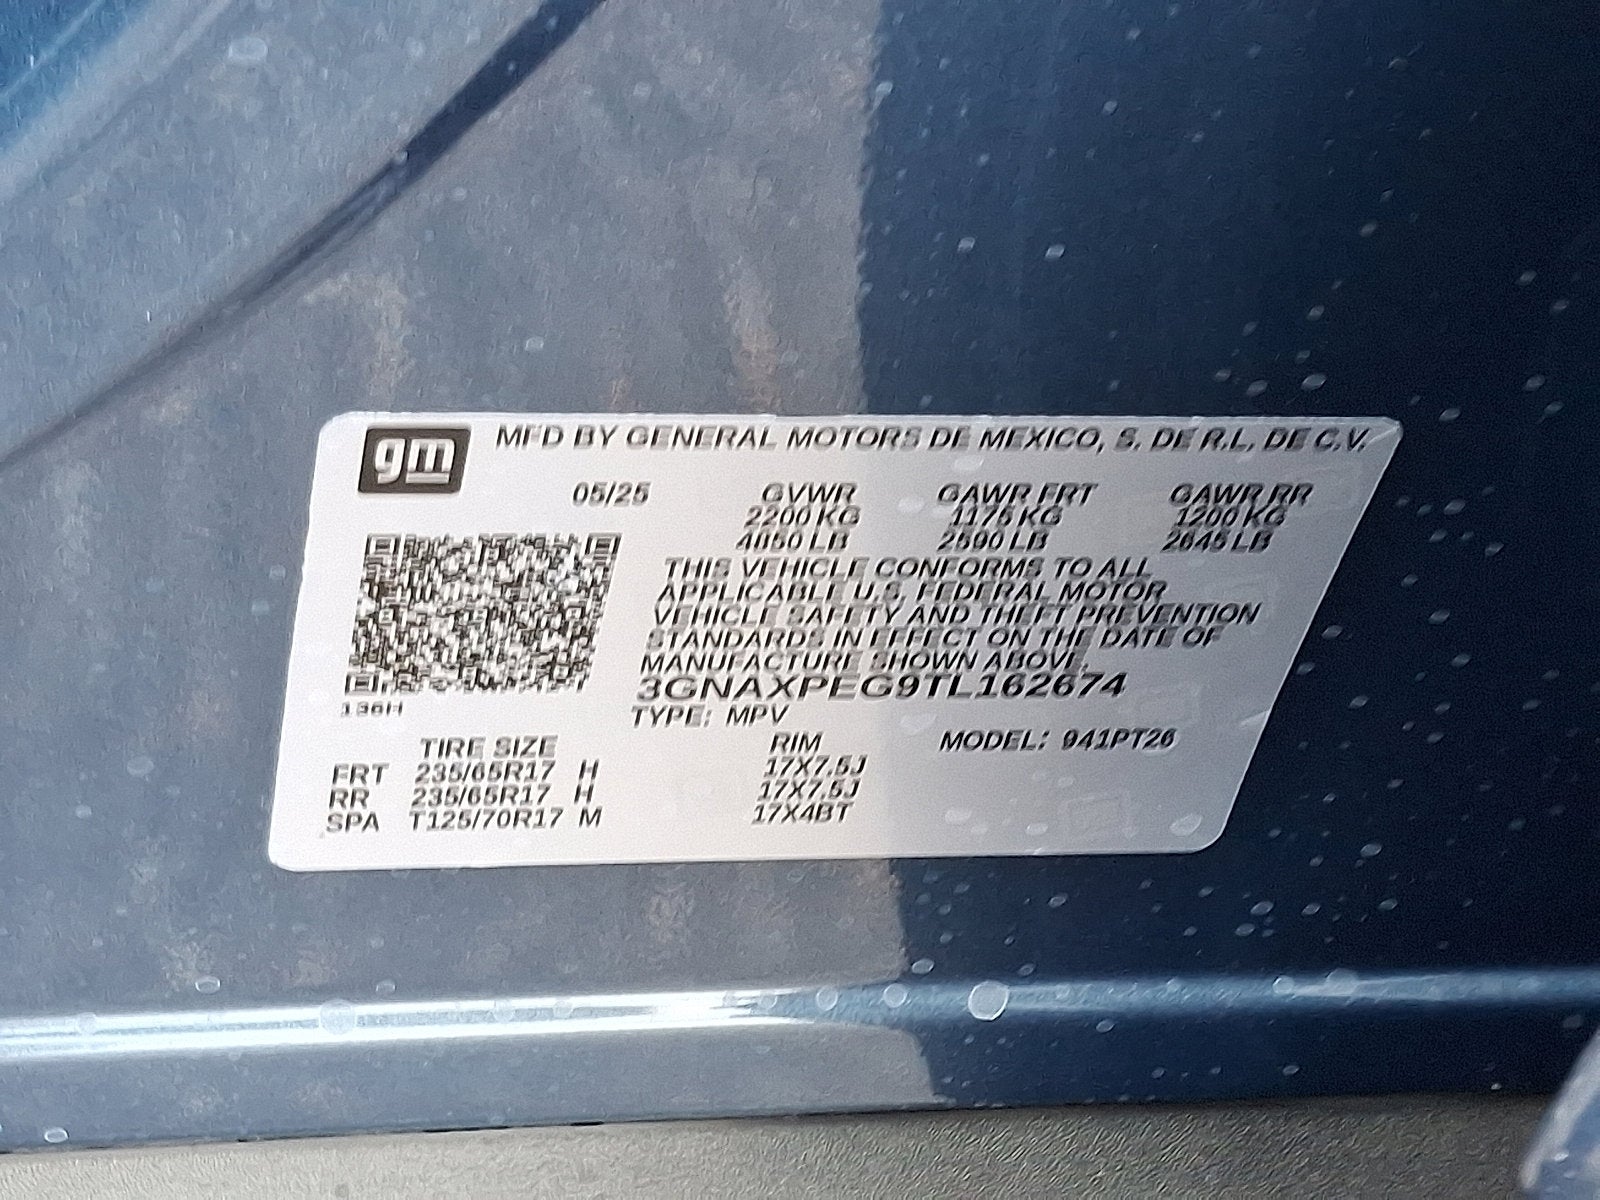 gm
MFD BY GENERAL MOTORS DE MEXICO, S. DE R.L. DE C.V.
05/25 GVWR GAWR FRT GAWR RR
2200 KG 1175 KG 1200 KG
4850 LB 2590 LB 2645 LB
THIS VEHICLE CONFORMS TO ALL
APPLICABLE U.S. FEDERAL MOTOR
VEHICLE SAFETY AND THEFT PREVENTION
STANDARDS IN EFFECT ON THE DATE OF
MANUFACTURE SHOWN ABOVE.
3GNAXPEG9TL162674
136H
TYPE: MPV
TIRE SIZE RIM MODEL: 941PT26
FRT 235/65R17 H 17X7.5J
RR 235/65R17 H 17X7.5J
SPA T125/70R17 M 17X4BT